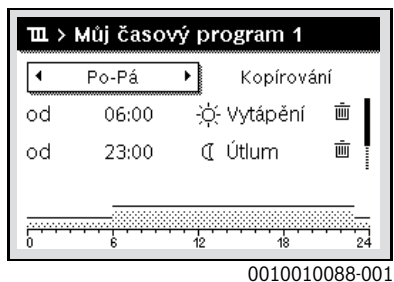 > Můj časový program 1
Po-Pá Kopírování
od 06:00 Vytápění
od 23:00 Útlum
0 6 12 18 24
0010010088-001